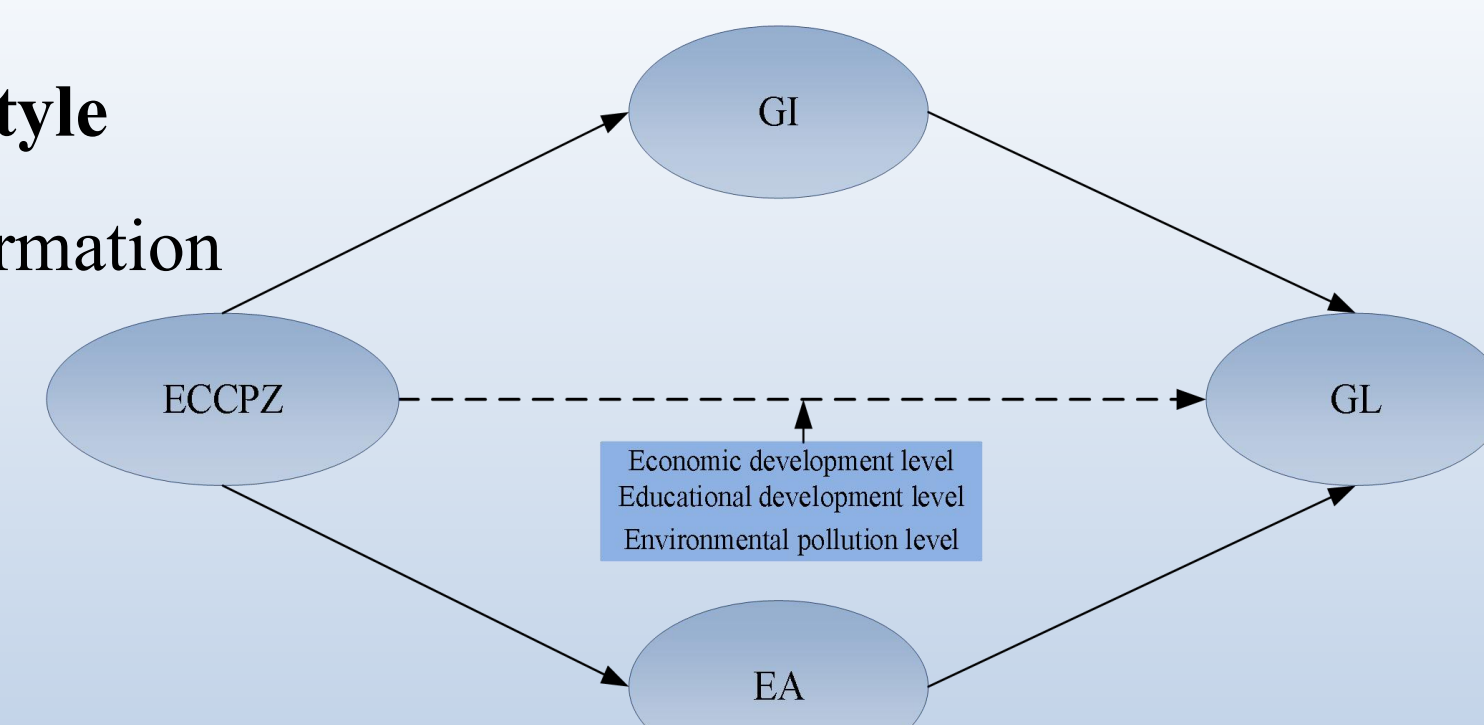 tyle
rmation
GI
ECCPZ
GL
Economic development level
Educational development level
Environmental pollution level
EA